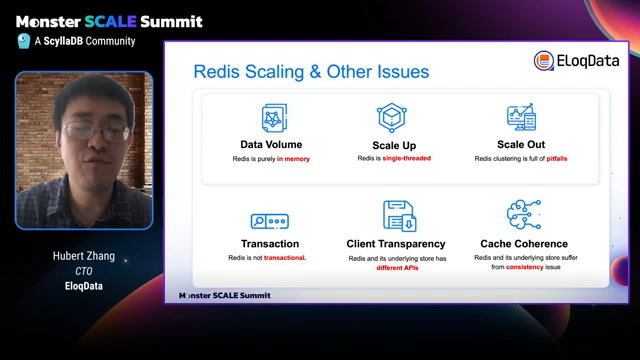 Monster SCALE Summit
A ScyllaDB Community
Redis Scaling & Other Issues
ELOQDATA
Data Volume
Redis is purely in memory
Scale Up
Redis is single-threaded
Scale Out
Redis clustering is full of pitfalls
Transaction
Redis is not transactional.
Client Transparency
Redis and its underlying store has
different APIs
Cache Coherence
Redis and its underlying store suffer
from consistency issue
Hubert Zhang
CTO
EloqData
Monster SCALE Summit